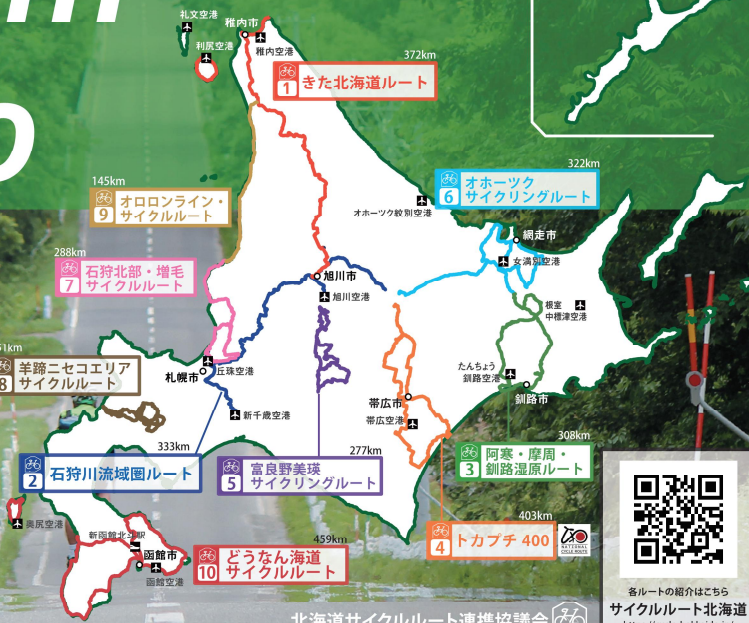 礼文空港
稚内市
利尻空港
稚内空港
372km
1 きた北海道ルート
145km
9 オロロンライン・
サイクルルート
322km
6 オホーツク
サイクリングルート
オホーツク紋別空港
網走市
女満別空港
288km
7 石狩北部・増毛
サイクルルート
旭川市
旭川空港
根室
中標津空港
51km
8 羊蹄ニセコエリア
サイクルルート
丘珠空港
札幌市
たんちょう
釧路空港
釧路市
帯広市
帯広空港
新千歳空港
333km
2 石狩川流域圏ルート
277km
5 富良野美瑛
サイクリングルート
308km
3 阿寒・摩周・
釧路湿原ルート
403km
4 トカプチ 400
NATIONAL
CYCLE ROUTE
奥尻空港
新函館北斗駅
函館市
函館空港
459km
10 どうなん海道
サイクルルート
各ルートの紹介はこちら
サイクルルート北海道
北海道サイクルルート連携協議会